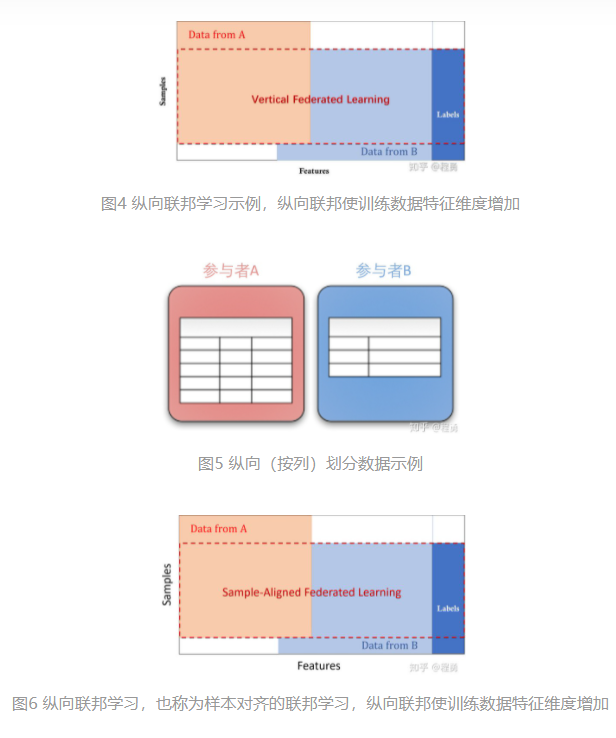 Data from A
Samples
Vertical Federated Learning
Labels
Data from B
知乎 @程勇
Features
图4 纵向联邦学习示例，纵向联邦使训练数据特征维度增加
参与者A
参与者B
知乎 @程勇
图5 纵向（按列）划分数据示例
Data from A
Samples
Sample-Aligned Federated Learning
Labels
Data from B
Features
知乎 @程勇
图6 纵向联邦学习，也称为样本对齐的联邦学习，纵向联邦使训练数据特征维度增加